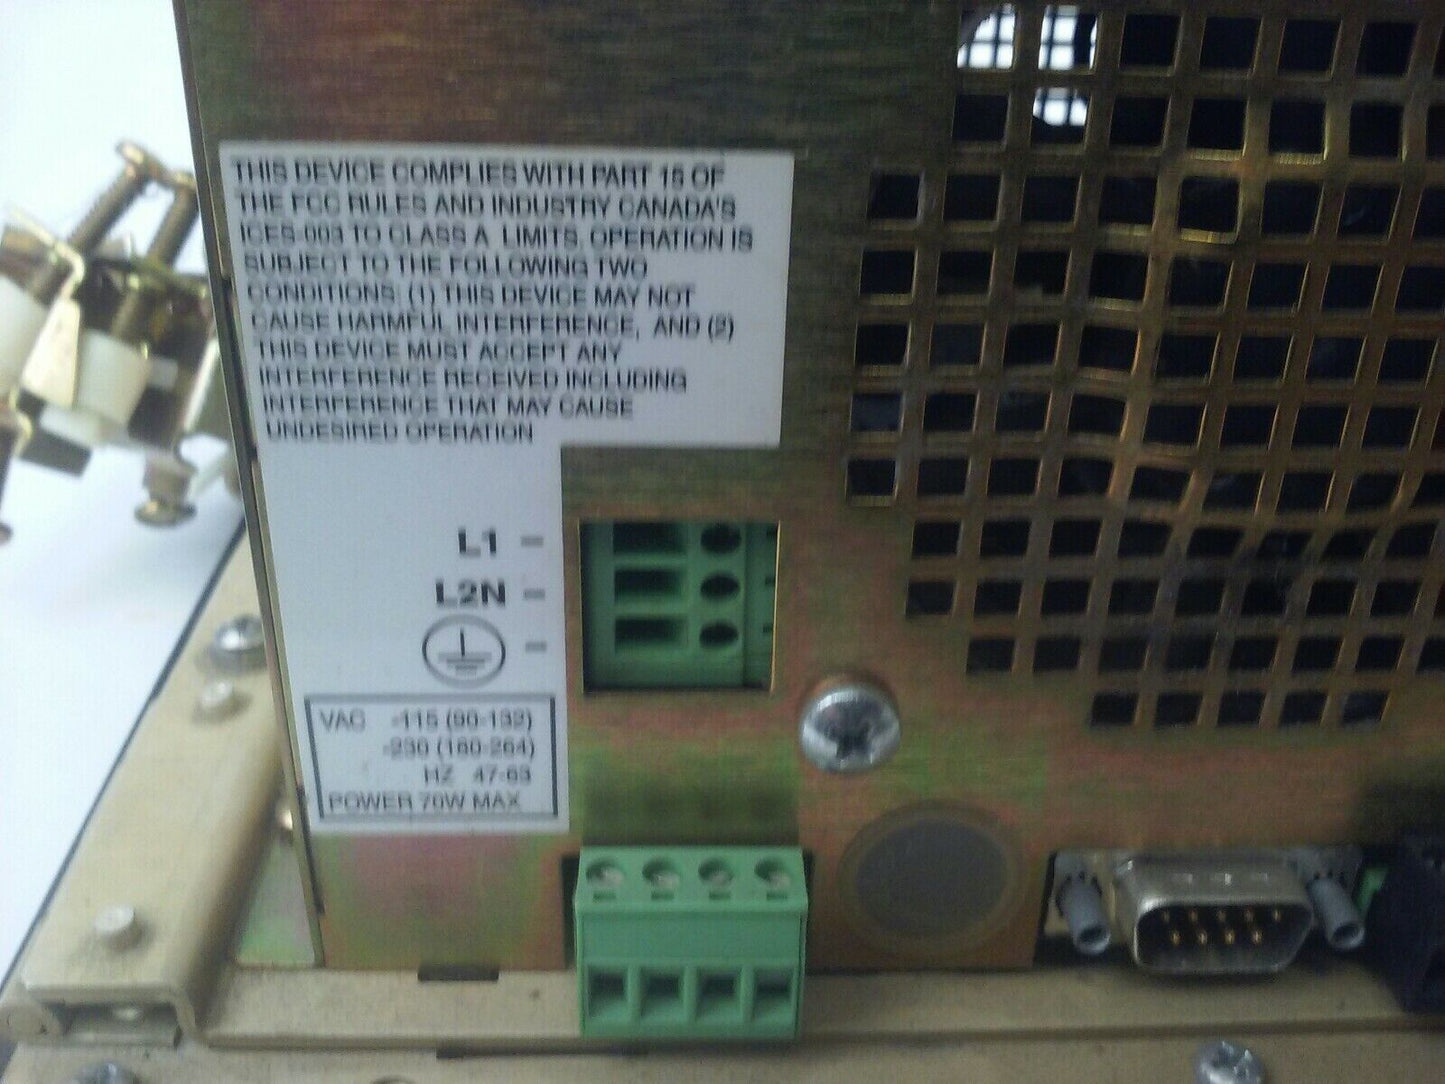 THIS DEVICE COMPLIES WITH PART 15 OF
THE FCC RULES AND INDUSTRY CANADA'S
ICES-003 TO CLASS A LIMITS. OPERATION IS
SUBJECT TO THE FOLLOWING TWO
CONDITIONS: (1) THIS DEVICE MAY NOT
CAUSE HARMFUL INTERFERENCE, AND (2)
THIS DEVICE MUST ACCEPT ANY
INTERFERENCE RECEIVED INCLUDING
INTERFERENCE THAT MAY CAUSE
UNDESIRED OPERATION
L1 -
L2N -
-
VAC -115 (90-132)
-230 (180-264)
HZ 47-63
POWER 70W MAX